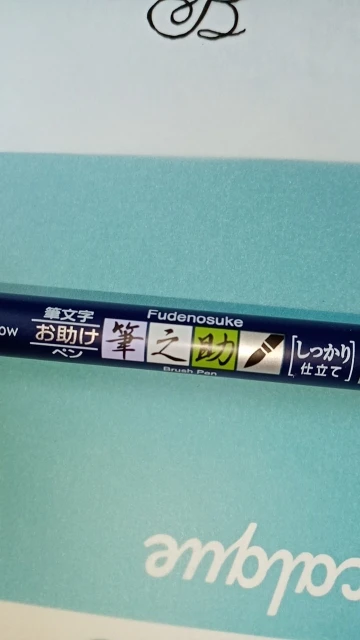 B
ow
筆文字
お助け
ペン
Fudenosuke
筆之助
Brush Pen
[しっかり
仕立て]
calque